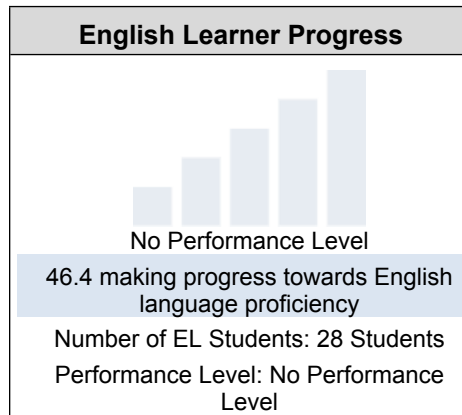 English Learner Progress
No Performance Level
46.4 making progress towards English
language proficiency
Number of EL Students: 28 Students
Performance Level: No Performance
Level